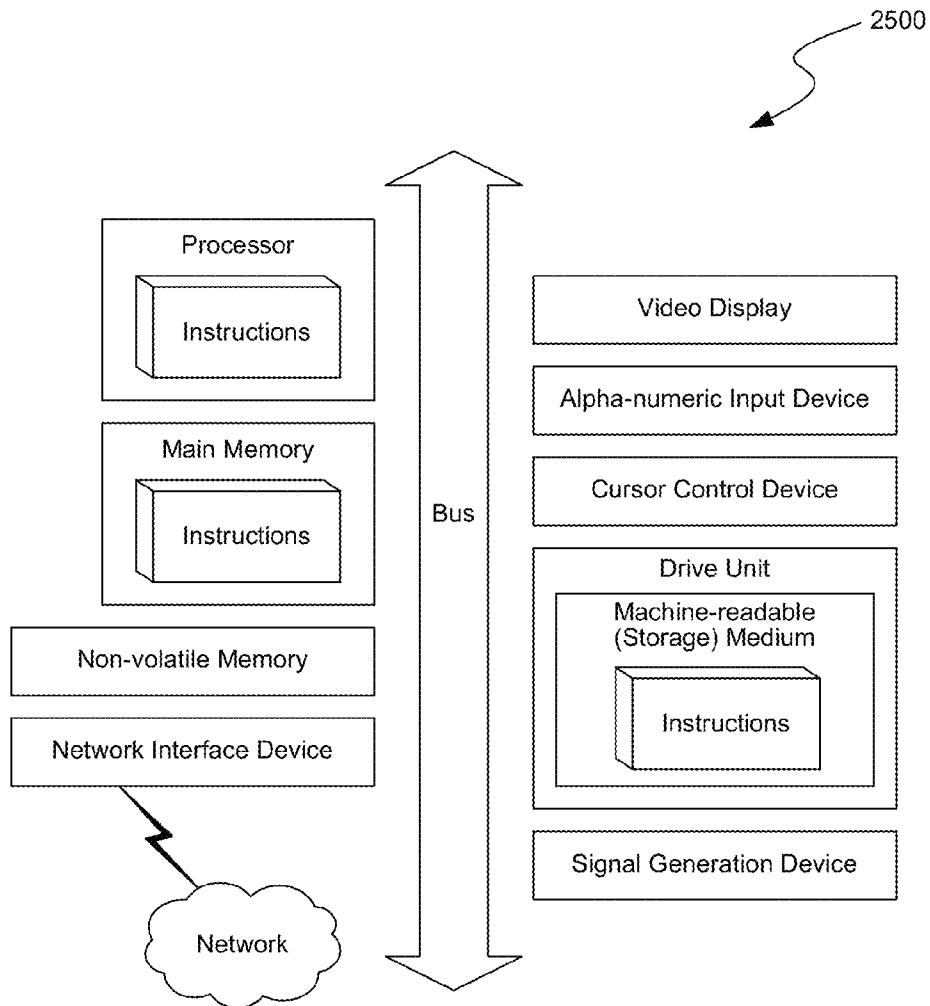 2500
Processor
Instructions
Main Memory
Instructions
Non-volatile Memory
Network Interface Device
Network
Bus
Video Display
Alpha-numeric Input Device
Cursor Control Device
Drive Unit
Machine-readable
(Storage) Medium
Instructions
Signal Generation Device